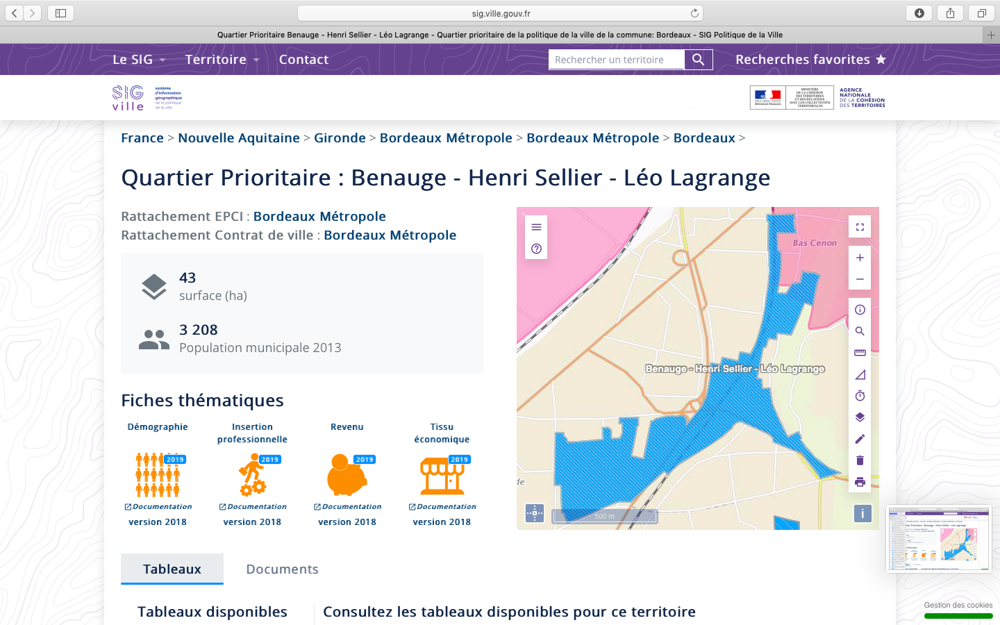 sig.ville.gouv.fr
Quartier Prioritaire Benauge - Henri Sellier - Léo Lagrange - Quartier prioritaire de la politique de la ville de la commune: Bordeaux - SIG Politique de la Ville
Le SIG Territoire Contact Rechercher un territoire Recherches favorites
SIG ville
système
d'information
géographique
de la politique
de la ville
RÉPUBLIQUE FRANÇAISE
MINISTÈRE
DE LA COHÉSION
DES TERRITOIRES
ET DES RELATIONS
AVEC LES COLLECTIVITÉS
TERRITORIALES
AGENCE
NATIONALE
DE LA COHÉSION
DES TERRITOIRES
France > Nouvelle Aquitaine > Gironde > Bordeaux Métropole > Bordeaux Métropole > Bordeaux >
Quartier Prioritaire : Benauge - Henri Sellier - Léo Lagrange
Rattachement EPCI : Bordeaux Métropole
Rattachement Contrat de ville : Bordeaux Métropole
43
surface (ha)
3 208
Population municipale 2013
Bas Cenon
Benauge - Henri Sellier - Léo Lagrange
de
500 m
i
Fiches thématiques
Démographie
2019
Documentation
version 2018
Insertion
professionnelle
2019
Documentation
version 2018
Revenu
2019
Documentation
version 2018
Tissu
économique
2019
Documentation
version 2018
Tableaux Documents
Tableaux disponibles
Consultez les tableaux disponibles pour ce territoire
Gestion des cookies